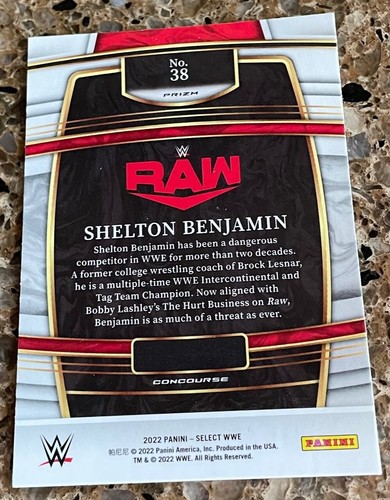 No.
38
PRIZM
W
RAW
SHELTON BENJAMIN
Shelton Benjamin has been a dangerous
competitor in WWE for more than two decades.
A former college wrestling coach of Brock Lesnar,
he is a multiple-time WWE Intercontinental and
Tag Team Champion. Now aligned with
Bobby Lashley's The Hurt Business on Raw,
Benjamin is as much of a threat as ever.
CONCOURSE
W
2022 PANINI – SELECT WWE
帕尼尼 © 2022 Panini America, Inc. Produced in the USA.
TM & © 2022 WWE. All Rights Reserved.
PANINI